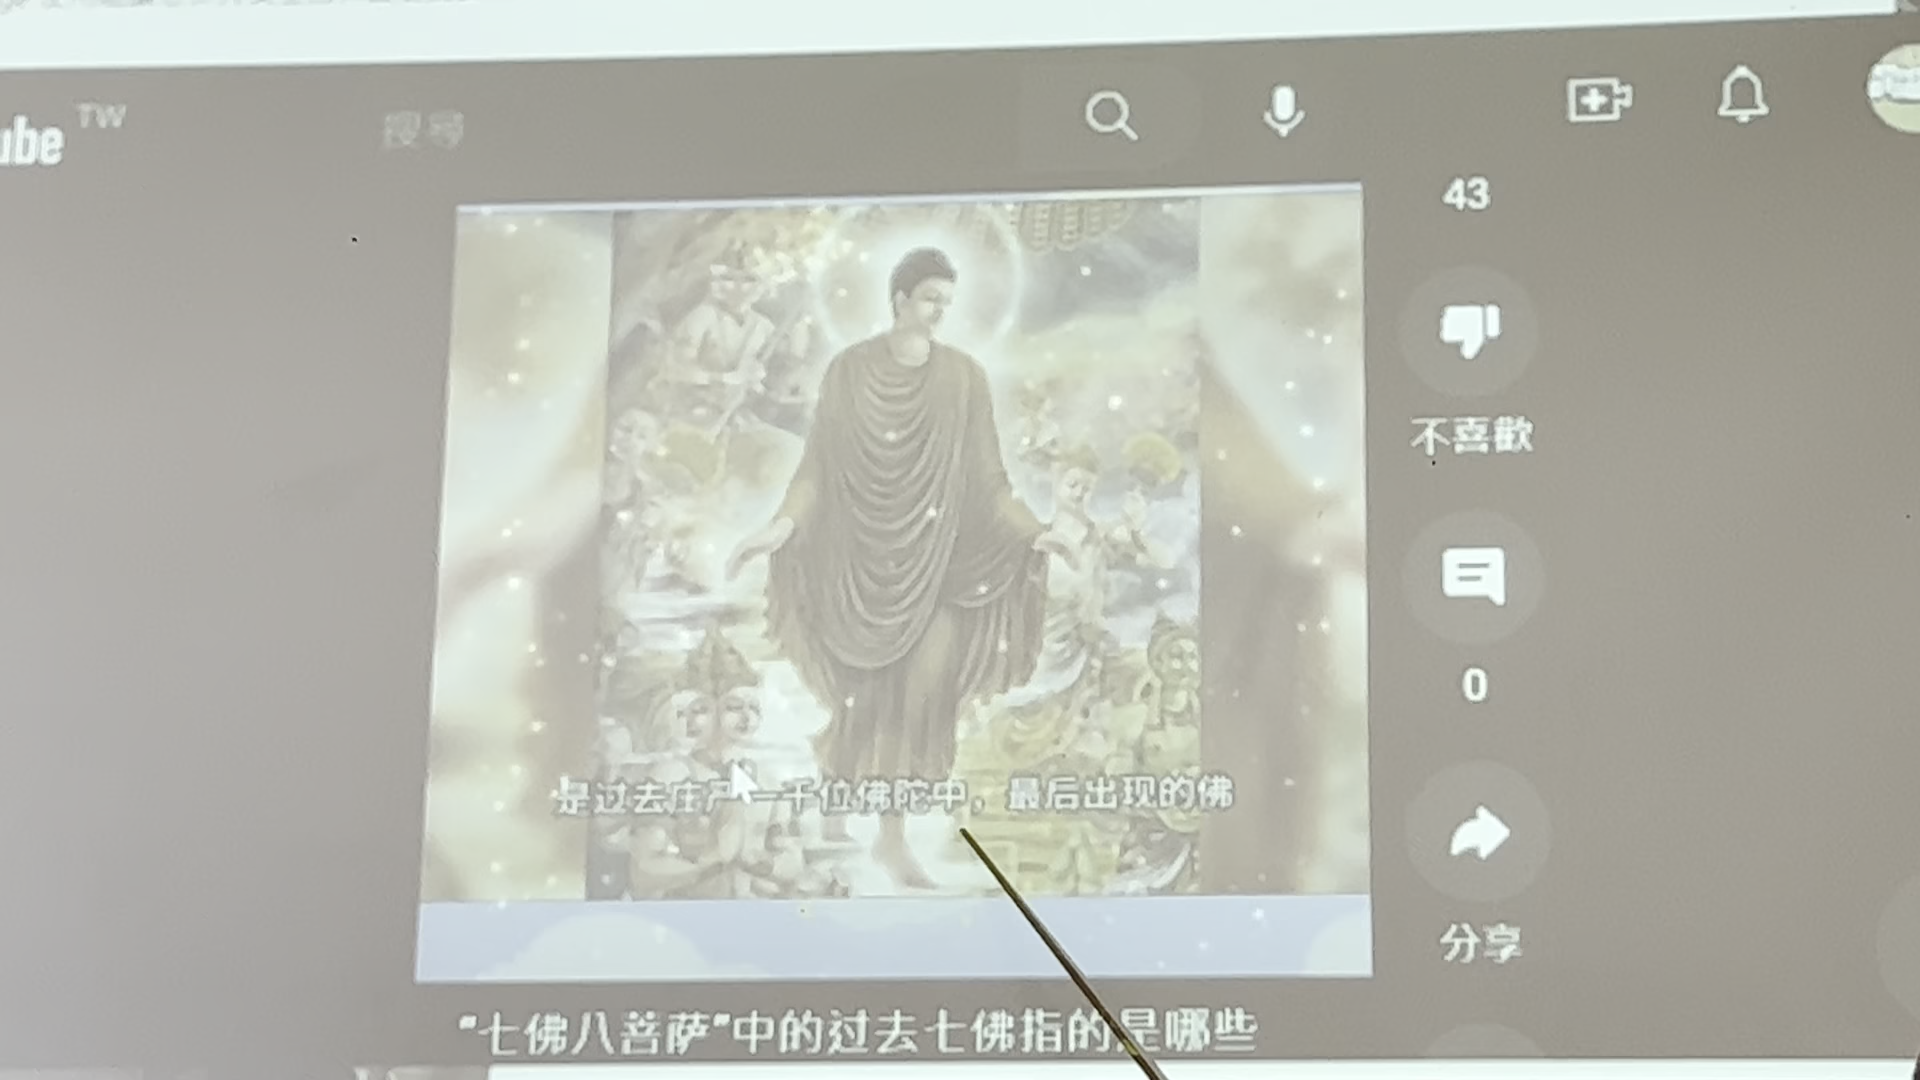 ube TW
搜尋
43
不喜歡
0
是过去庄严一千位佛陀中，最后出现的佛
分享
"七佛八菩萨"中的过去七佛指的是哪些